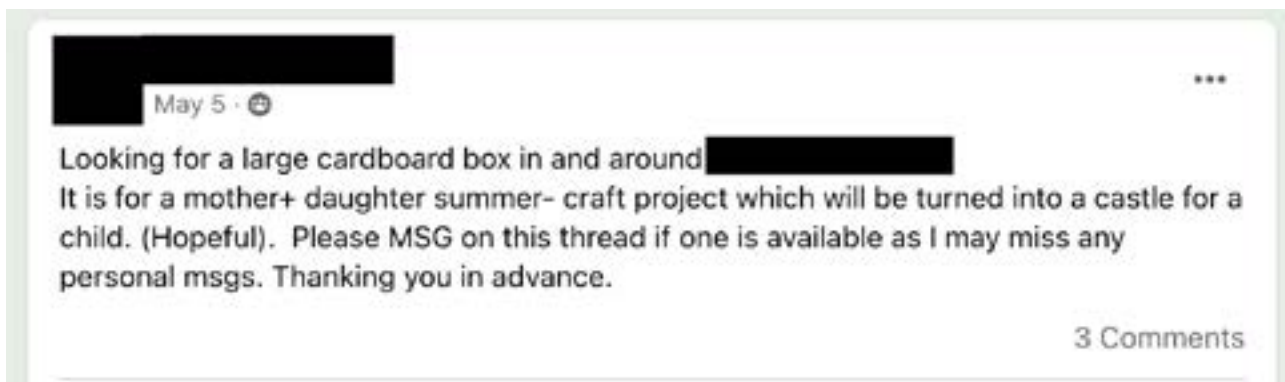 May 5 ·
Looking for a large cardboard box in and around
It is for a mother+ daughter summer- craft project which will be turned into a castle for a
child. (Hopeful).  Please MSG on this thread if one is available as I may miss any
personal msgs. Thanking you in advance.
3 Comments